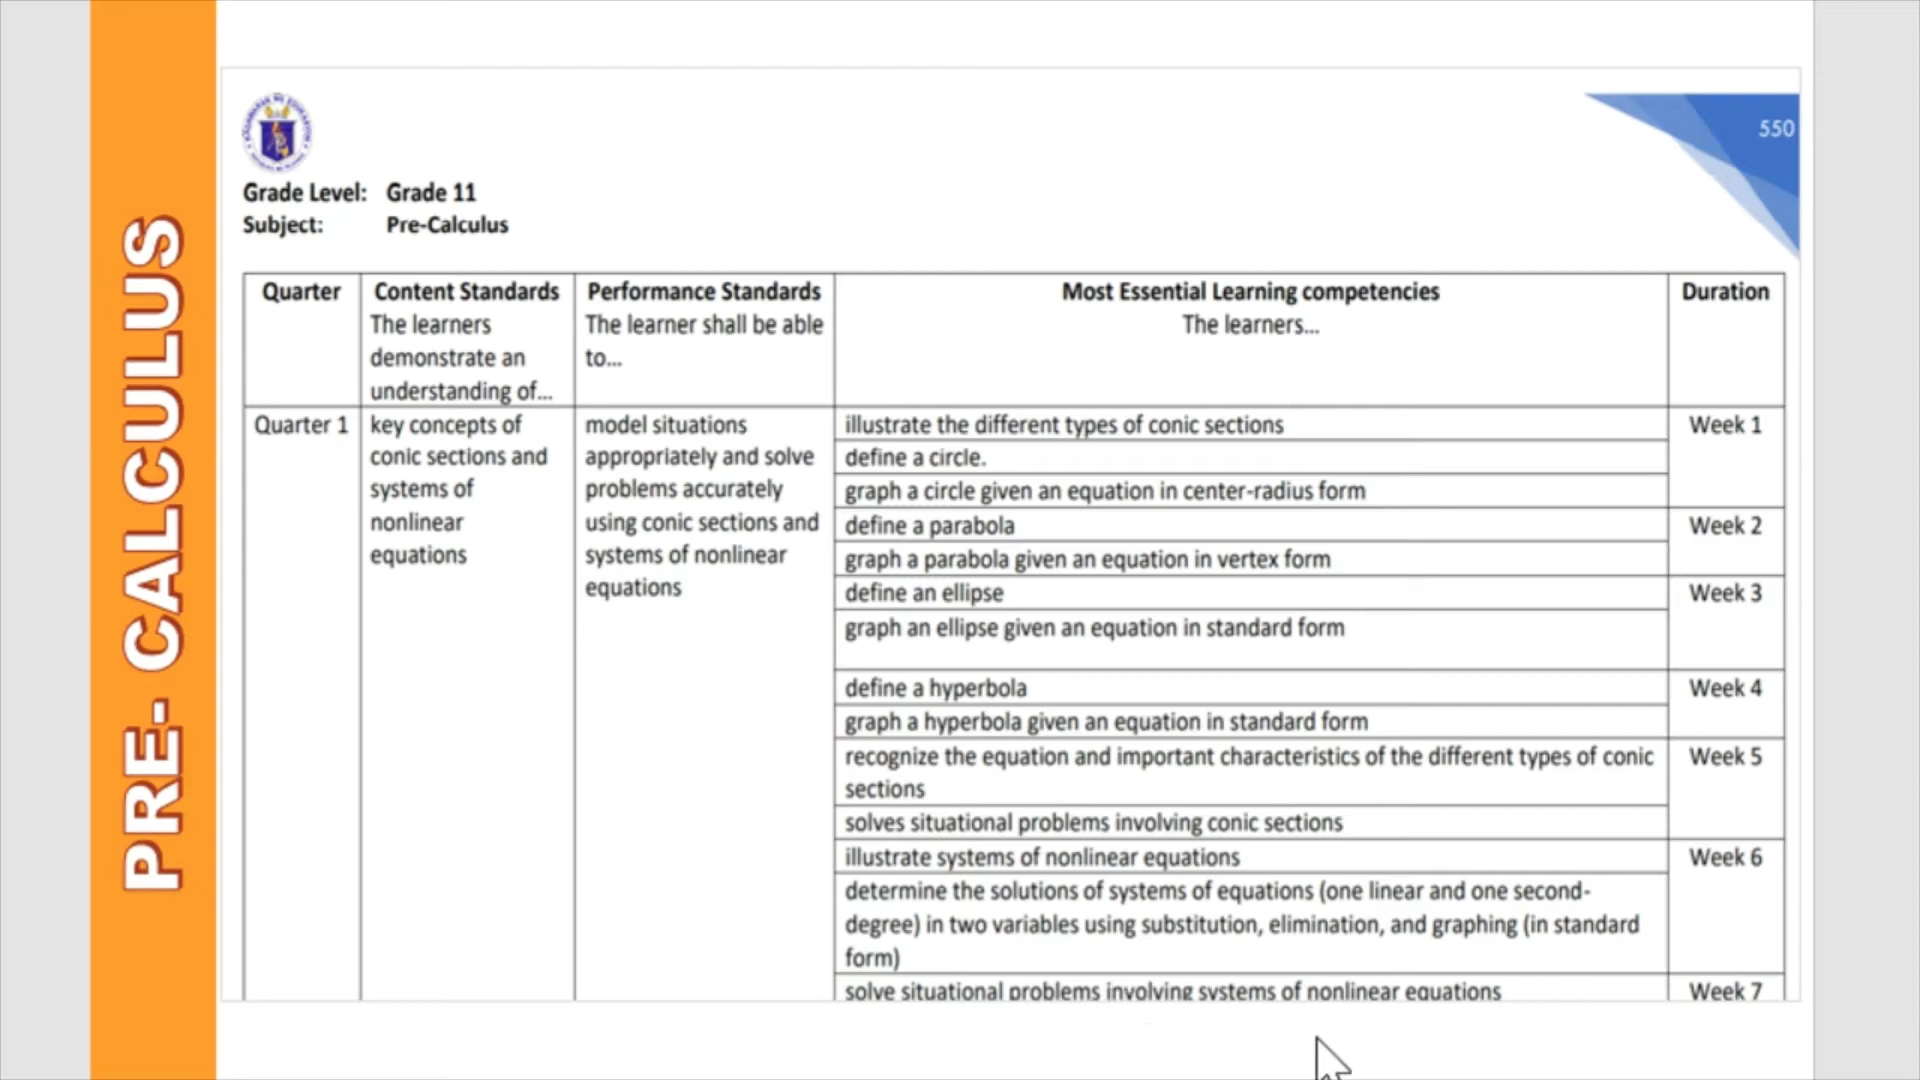 PRE- CALCULUS
550
Grade Level: Grade 11
Subject: Pre-Calculus
Quarter
Content Standards
The learners
demonstrate an
understanding of...
Performance Standards
The learner shall be able
to...
Most Essential Learning competencies
The learners...
Duration
Quarter 1
key concepts of
conic sections and
systems of
nonlinear
equations
model situations
appropriately and solve
problems accurately
using conic sections and
systems of nonlinear
equations
illustrate the different types of conic sections
define a circle.
graph a circle given an equation in center-radius form
Week 1
define a parabola
graph a parabola given an equation in vertex form
Week 2
define an ellipse
graph an ellipse given an equation in standard form
Week 3
define a hyperbola
graph a hyperbola given an equation in standard form
Week 4
recognize the equation and important characteristics of the different types of conic
sections
solves situational problems involving conic sections
Week 5
illustrate systems of nonlinear equations
determine the solutions of systems of equations (one linear and one second-
degree) in two variables using substitution, elimination, and graphing (in standard
form)
Week 6
solve situational problems involving systems of nonlinear equations
Week 7